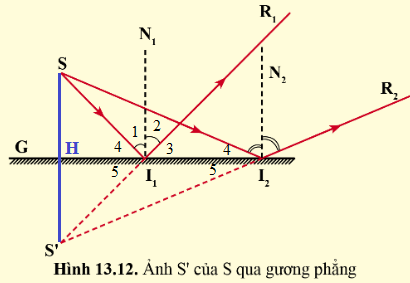 R₁
N₁
S
N₂
R₂
1
2
G
H
4
3
4
5
I₁
5
I₂
S'
Hình 13.12. Ảnh S' của S qua gương phẳng